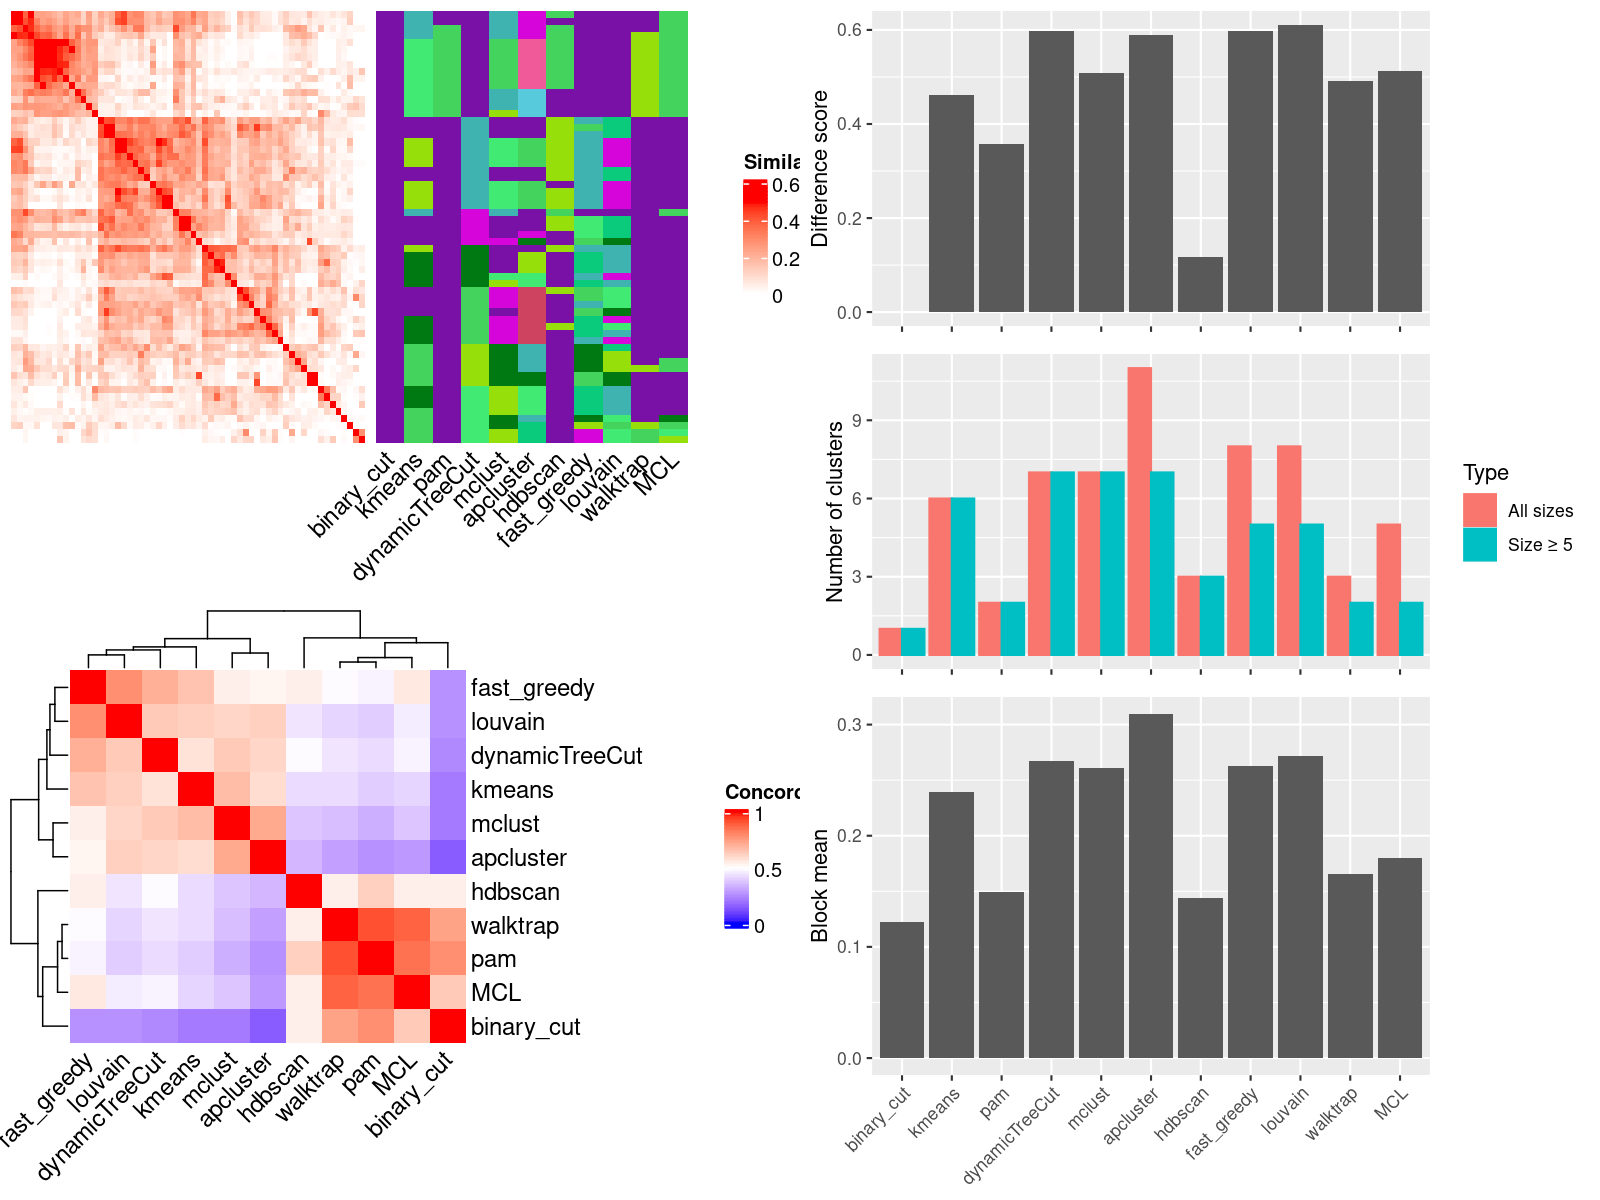 Simila
0.6
0.4
0.2
0
binary_cut
kmeans
pam
dynamicTreeCut
mclust
apcluster
hdbscan
fast_greedy
louvain
walktrap
MCL
fast_greedy
louvain
dynamicTreeCut
kmeans
mclust
apcluster
hdbscan
walktrap
pam
MCL
binary_cut
Concord
1
0.5
0
fast_greedy
louvain
dynamicTreeCut
kmeans
mclust
apcluster
hdbscan
walktrap
pam
MCL
binary_cut
Difference score
0.6
0.4
0.2
0.0
Number of clusters
9
6
3
0
Type
All sizes
Size ≥ 5
Block mean
0.3
0.2
0.1
0.0
binary_cut
kmeans
pam
dynamicTreeCut
mclust
apcluster
hdbscan
fast_greedy
louvain
walktrap
MCL